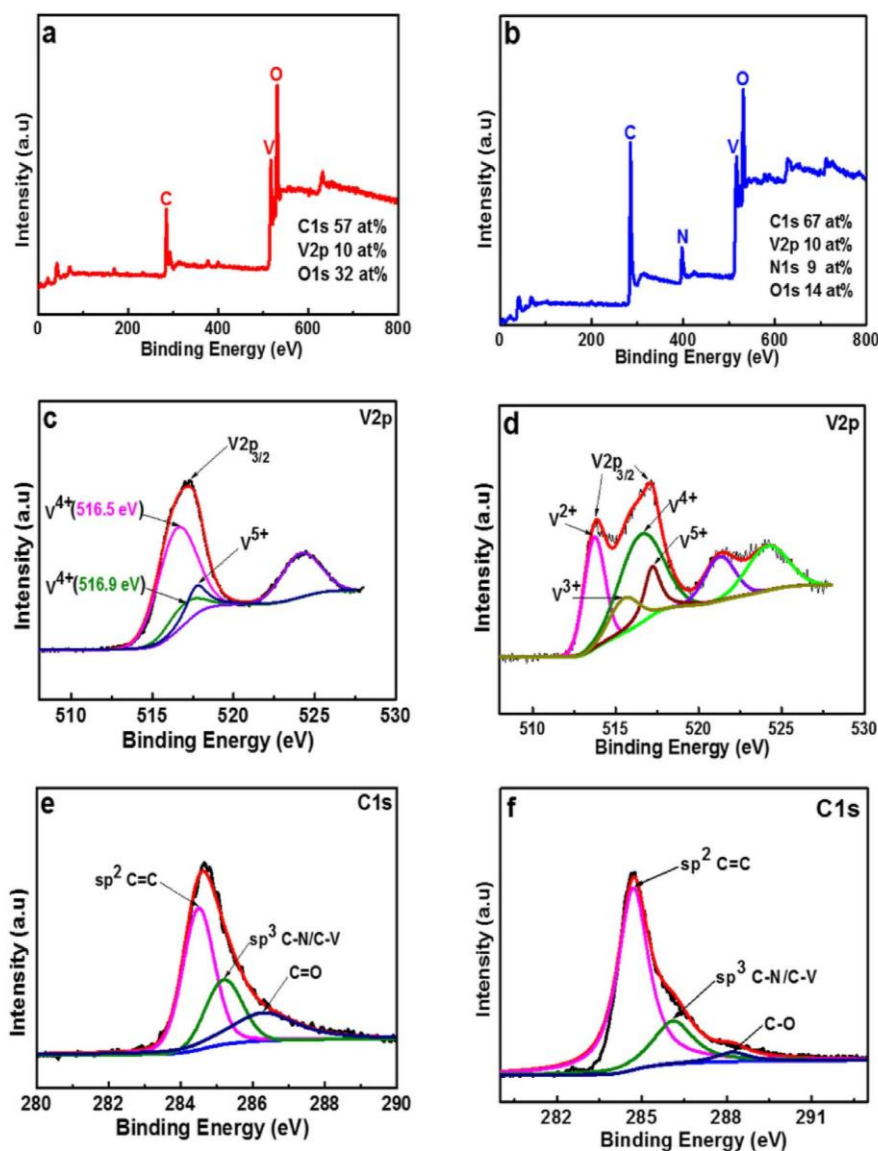 a
O
V
C
C1s 57 at%
V2p 10 at%
O1s 32 at%
Intensity (a.u)
0 200 400 600 800
Binding Energy (eV)
b
O
C
V
N
C1s 67 at%
V2p 10 at%
N1s 9 at%
O1s 14 at%
Intensity (a.u)
0 200 400 600 800
Binding Energy (eV)
c
V2p
V2p3/2
V4+(516.5 eV)
V5+
V4+(516.9 eV)
Intensity (a.u)
510 515 520 525 530
Binding Energy (eV)
d
V2p
V2p3/2
V2+
V4+
V5+
V3+
Intensity (a.u)
510 515 520 525 530
Binding Energy (eV)
e
C1s
sp2 C=C
sp3 C-N/C-V
C=O
Intensity (a.u)
280 282 284 286 288 290
Binding Energy (eV)
f
C1s
sp2 C=C
sp3 C-N/C-V
C-O
Intensity (a.u)
282 285 288 291
Binding Energy (eV)